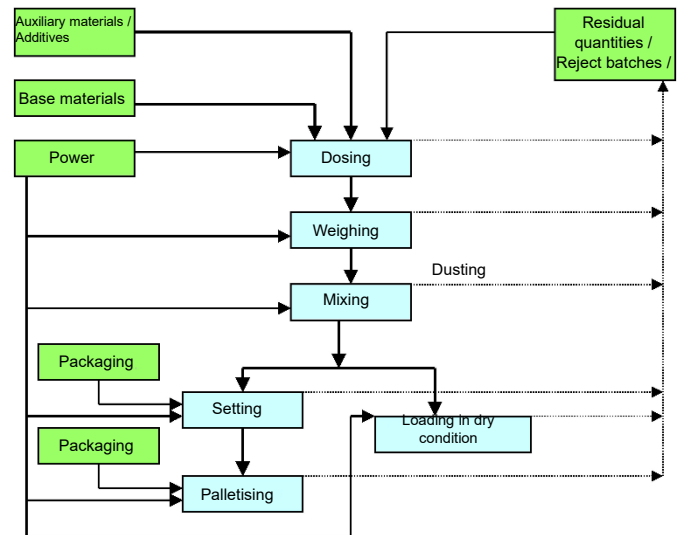 Auxiliary materials /
Additives
Residual
quantities /
Reject batches /
Base materials
Power
Dosing
Weighing
Dusting
Mixing
Packaging
Setting
Loading in dry
condition
Packaging
Palletising